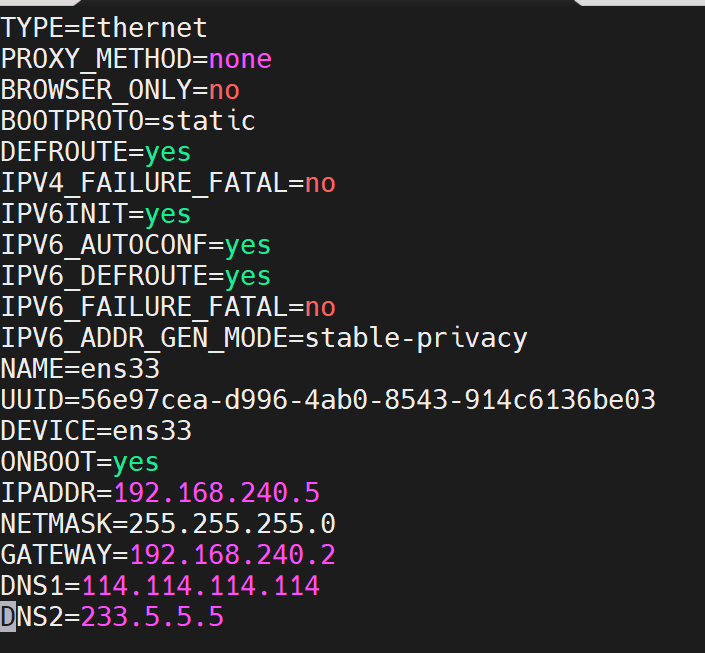 TYPE=Ethernet
PROXY_METHOD=none
BROWSER_ONLY=no
BOOTPROTO=static
DEFROUTE=yes
IPV4_FAILURE_FATAL=no
IPV6INIT=yes
IPV6_AUTOCONF=yes
IPV6_DEFROUTE=yes
IPV6_FAILURE_FATAL=no
IPV6_ADDR_GEN_MODE=stable-privacy
NAME=ens33
UUID=56e97cea-d996-4ab0-8543-914c6136be03
DEVICE=ens33
ONBOOT=yes
IPADDR=192.168.240.5
NETMASK=255.255.255.0
GATEWAY=192.168.240.2
DNS1=114.114.114.114
DNS2=233.5.5.5